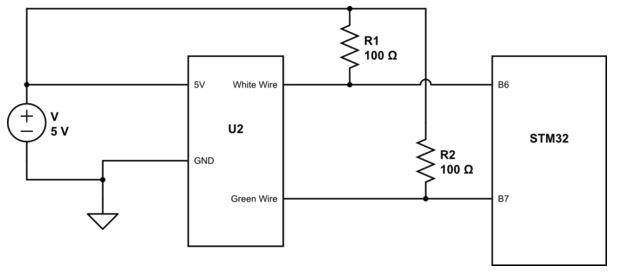 R1
100 Ω
5V
White Wire
B6
V
5 V
U2
STM32
R2
100 Ω
GND
Green Wire
B7